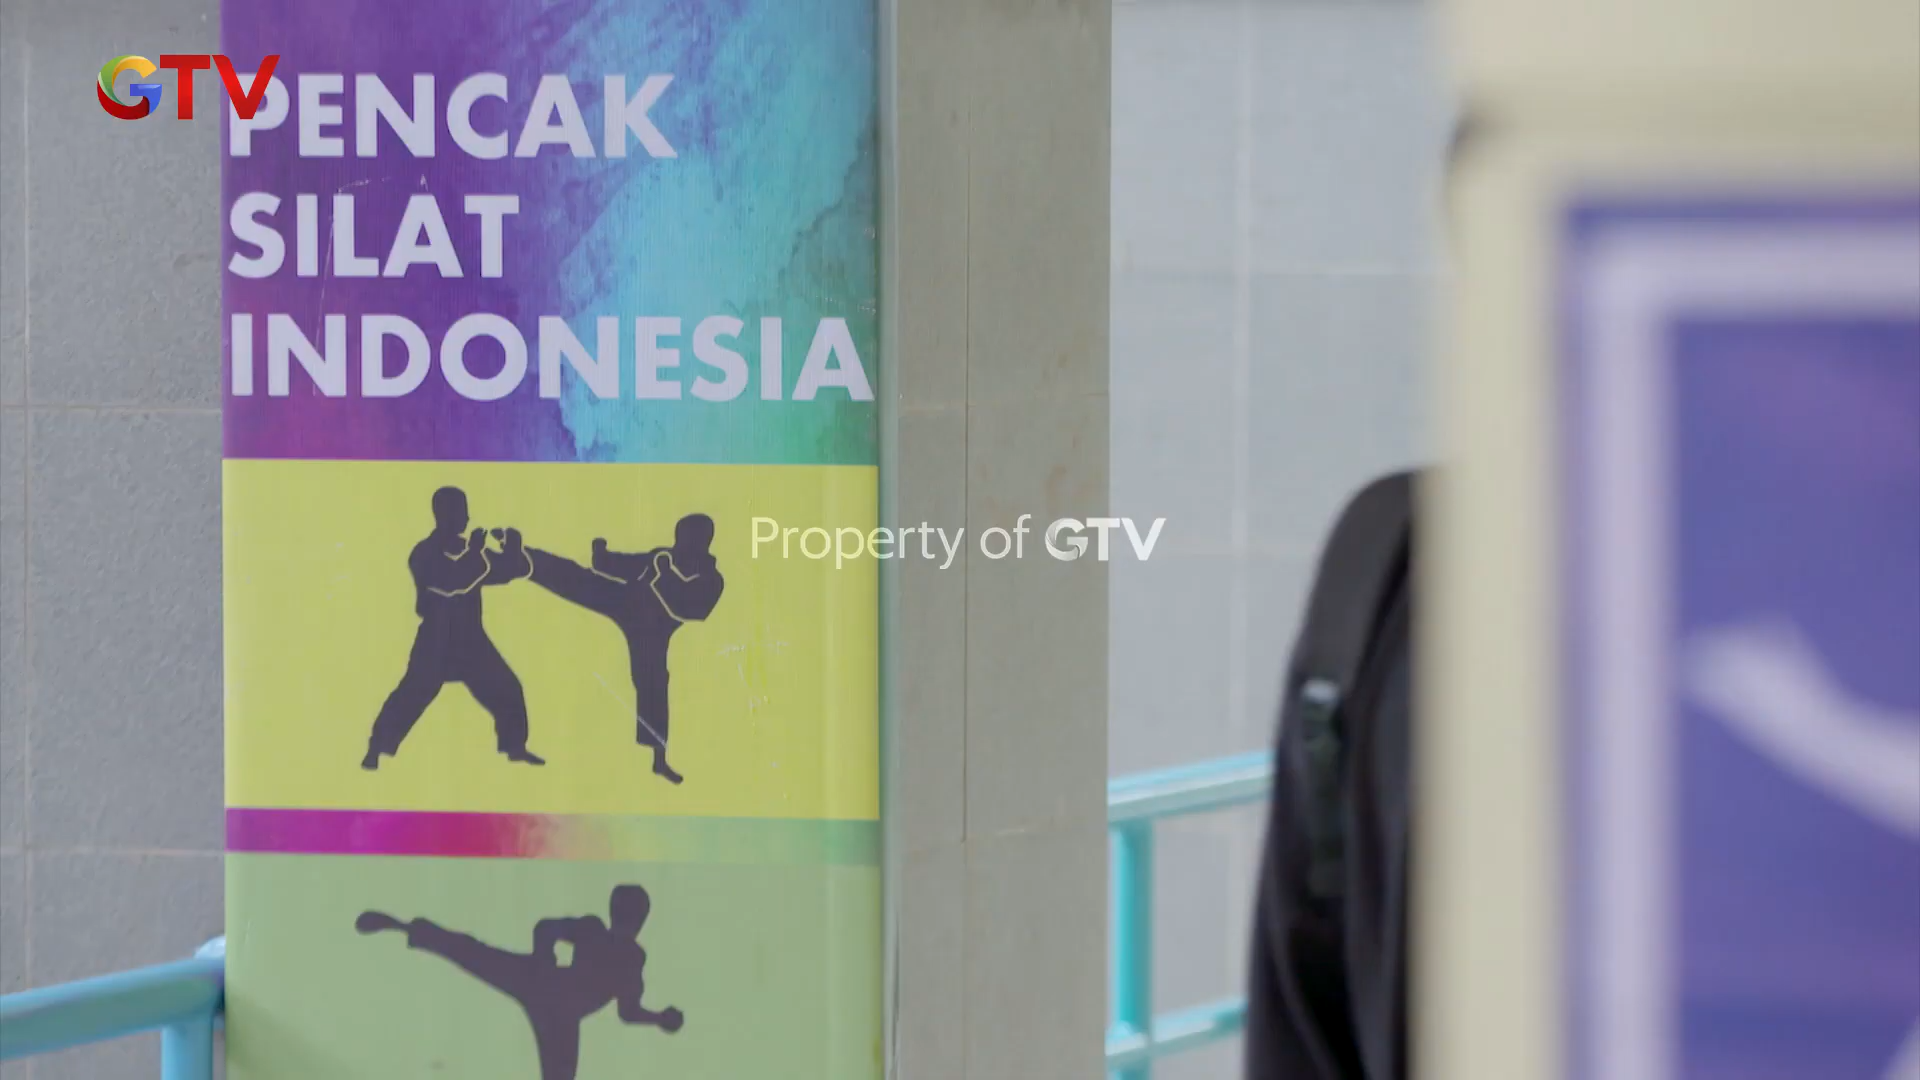 GTV
PENCAK
SILAT
INDONESIA
Property of GTV